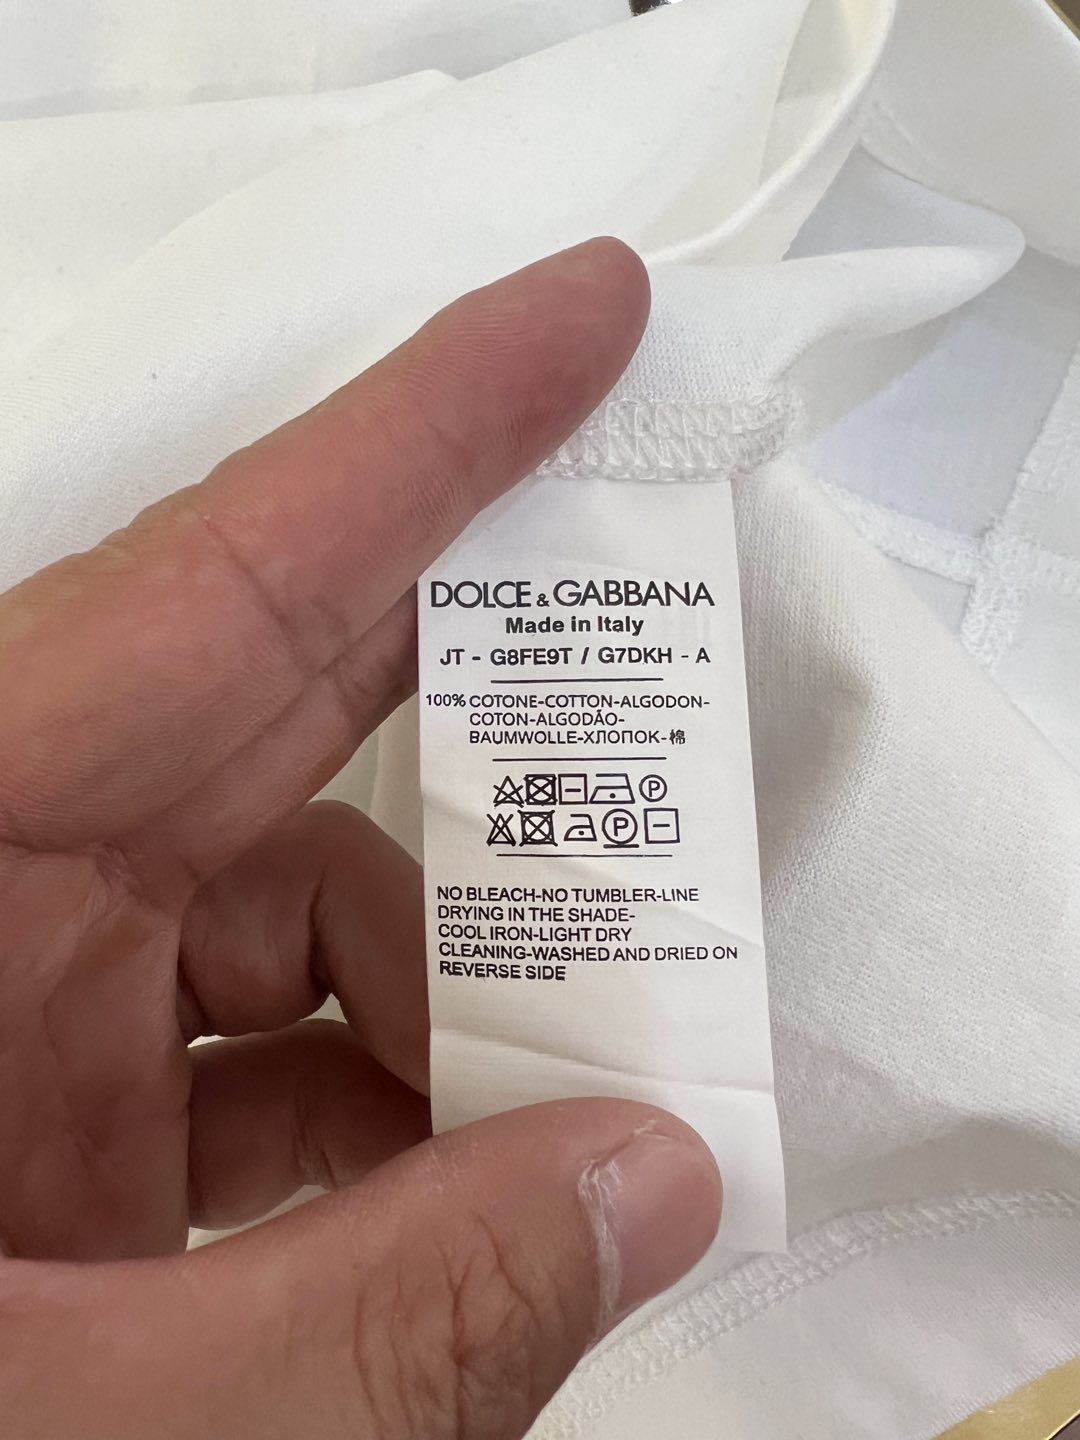 DOLCE & GABBANA
Made in Italy
JT - G8FE9T / G7DKH - A
100% COTONE-COTTON-ALGODON-
COTON-ALGODÃO-
BAUMWOLLE-ХЛОПОК-棉
P
P
NO BLEACH-NO TUMBLER-LINE
DRYING IN THE SHADE-
COOL IRON-LIGHT DRY
CLEANING-WASHED AND DRIED ON
REVERSE SIDE